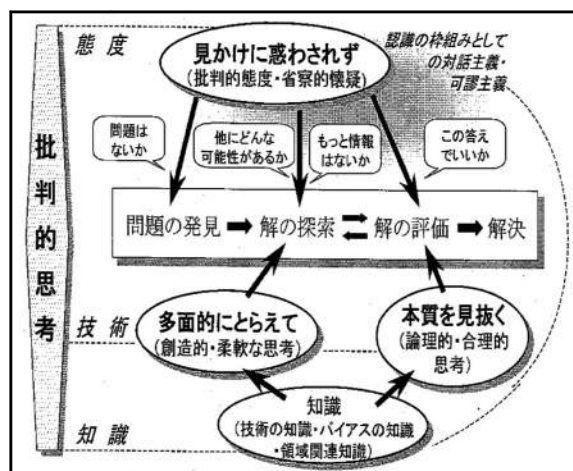 態度
見かけに惑わされず
(批判的態度・省察的懐疑)
認識の枠組みとして
の対話主義・
可謬主義
問題は
ないか
他にどんな
可能性があるか
もっと情報
はないか
この答え
でいいか
批判的思考
問題の発見➡解の探索⇄解の評価➡解決
技術
多面的にとらえて
(創造的・柔軟な思考)
本質を見抜く
(論理的・合理的
思考)
知識
知識
(技術の知識・バイアスの知識
・領域関連知識)